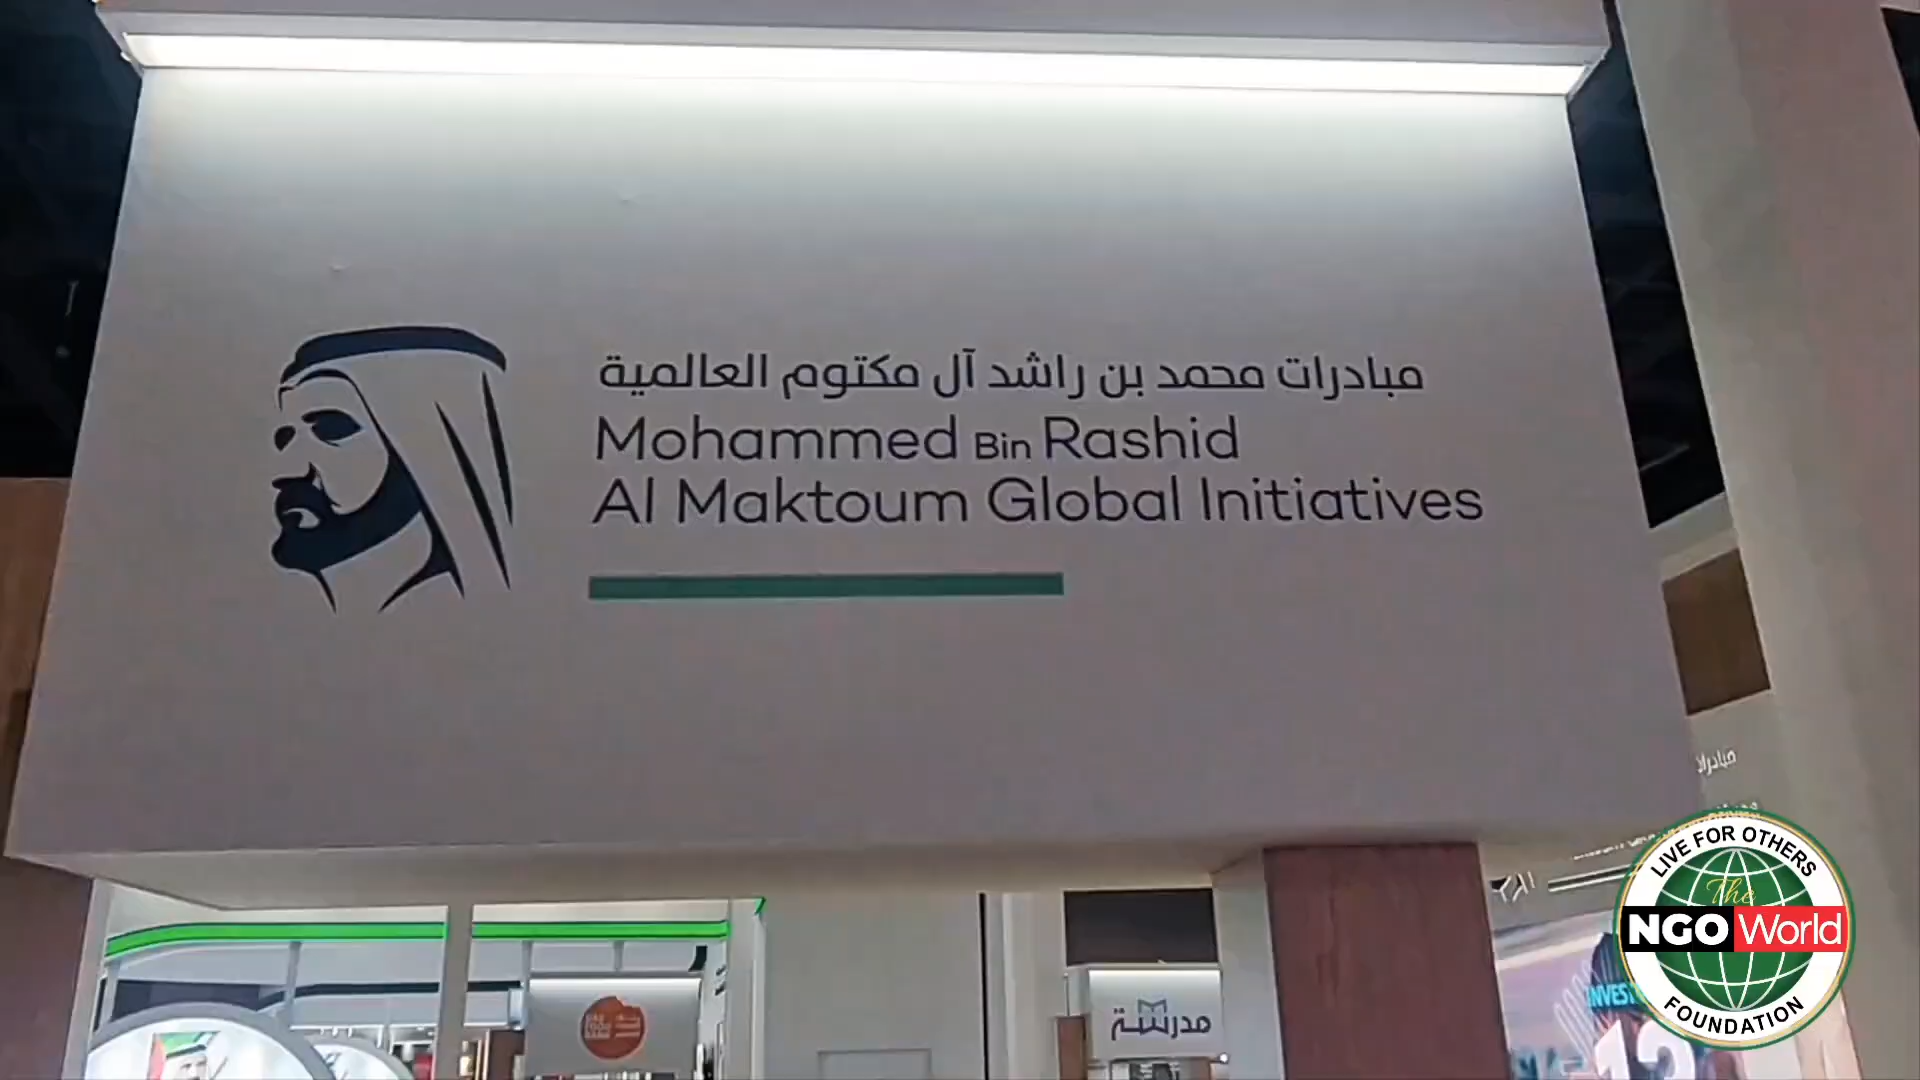 مبادرات محمد بن راشد آل مكتوم العالمية
Mohammed Bin Rashid
Al Maktoum Global Initiatives
مدرسة
LIVE FOR OTHERS
The
NGO World
FOUNDATION
13